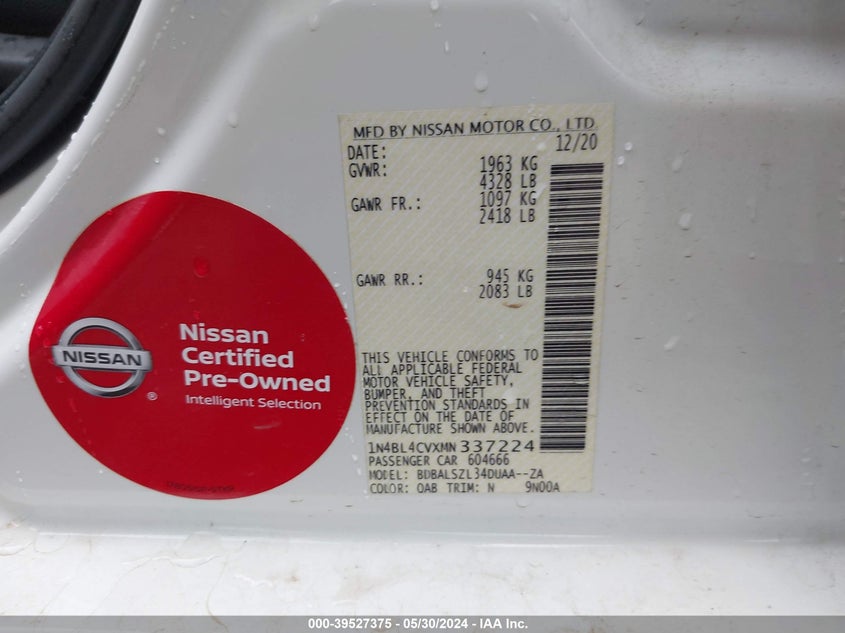 MFD BY NISSAN MOTOR CO., LTD.
DATE: 12/20
GVWR: 1963 KG
4328 LB
GAWR FR.: 1097 KG
2418 LB
GAWR RR.: 945 KG
2083 LB
THIS VEHICLE CONFORMS TO
ALL APPLICABLE FEDERAL
MOTOR VEHICLE SAFETY,
BUMPER, AND THEFT
PREVENTION STANDARDS IN
EFFECT ON THE DATE OF
MANUFACTURE SHOWN ABOVE.
1N4BL4CVXMN337224
PASSENGER CAR 604666
MODEL: BDBALSZL34DUAA--ZA
COLOR: QAB TRIM: N 9N00A
NISSAN
®
Nissan
Certified
Pre-Owned
Intelligent Selection
000-39527375 - 05/30/2024 - IAA Inc.